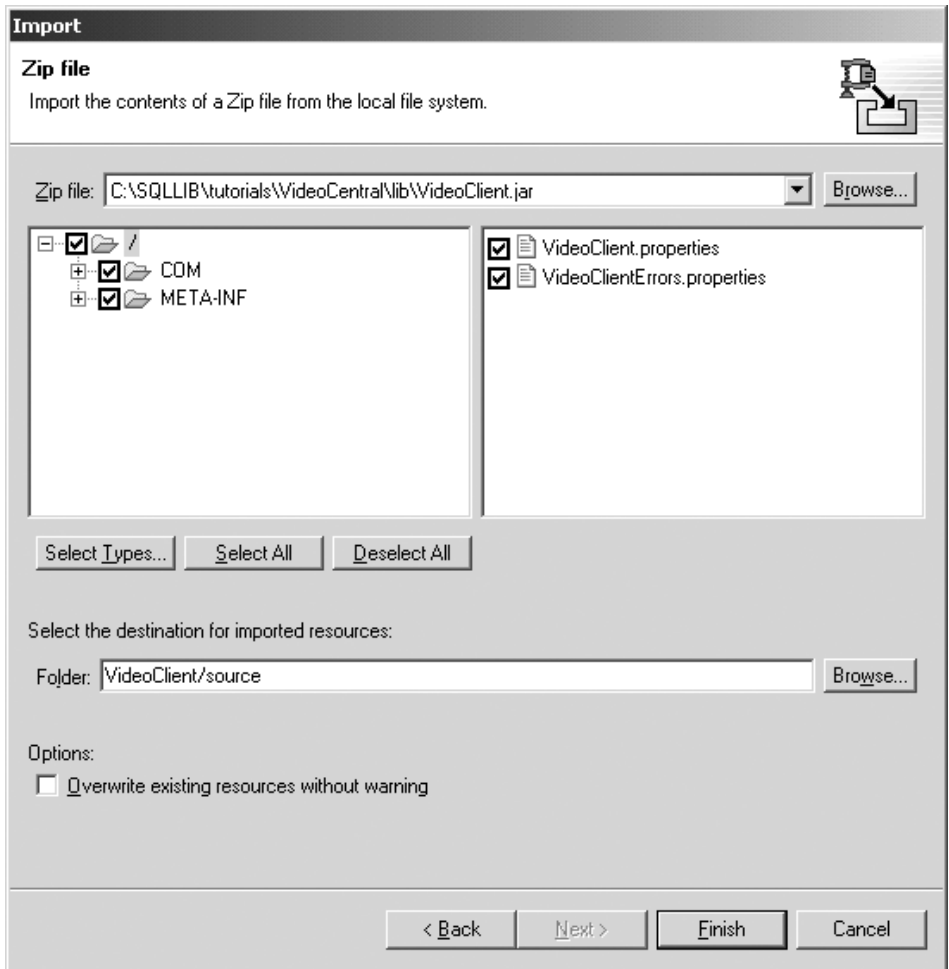 Import
Zip file
Import the contents of a Zip file from the local file system.
Zip file: C:\SQLLIB\tutorials\VideoCentral\lib\VideoClient.jar Browse...
/
COM
META-INF
VideoClient.properties
VideoClientErrors.properties
Select Types... Select All Deselect All
Select the destination for imported resources:
Folder: VideoClient/source Browse...
Options:
Overwrite existing resources without warning
< Back Next > Finish Cancel